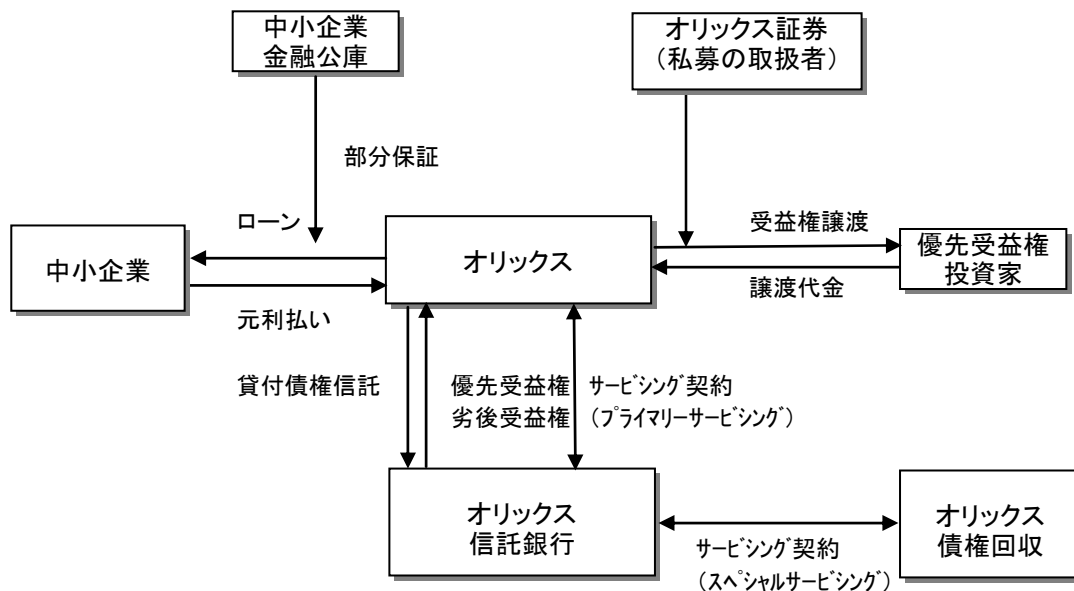 中小企業
金融公庫
オリックス証券
（私募の取扱者）
部分保証
ローン
受益権譲渡
中小企業
オリックス
優先受益権
投資家
譲渡代金
元利払い
貸付債権信託
優先受益権
劣後受益権
ｻｰﾋﾞｼﾝｸﾞ契約
（ﾌﾟﾗｲﾏﾘｰｻｰﾋﾞｼﾝｸﾞ）
オリックス
信託銀行
オリックス
債権回収
ｻｰﾋﾞｼﾝｸﾞ契約
（ｽﾍﾟｼｬﾙｻｰﾋﾞｼﾝｸﾞ）